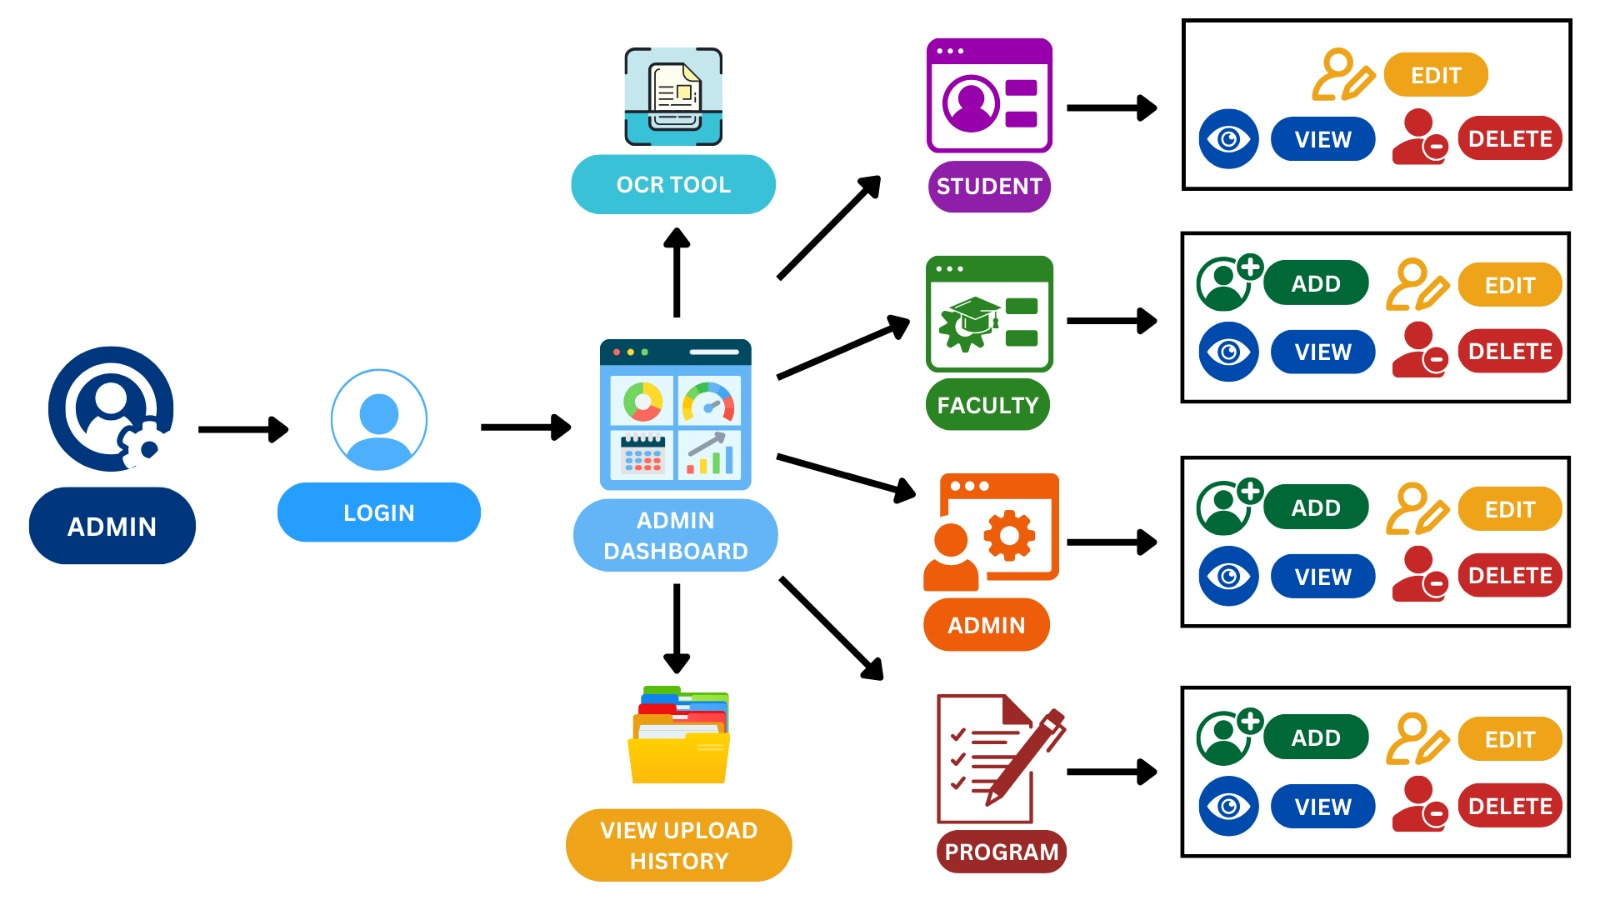 ADMIN
LOGIN
OCR TOOL
ADMIN
DASHBOARD
VIEW UPLOAD
HISTORY
STUDENT
EDIT
VIEW
DELETE
FACULTY
ADD
EDIT
VIEW
DELETE
ADMIN
ADD
EDIT
VIEW
DELETE
PROGRAM
ADD
EDIT
VIEW
DELETE